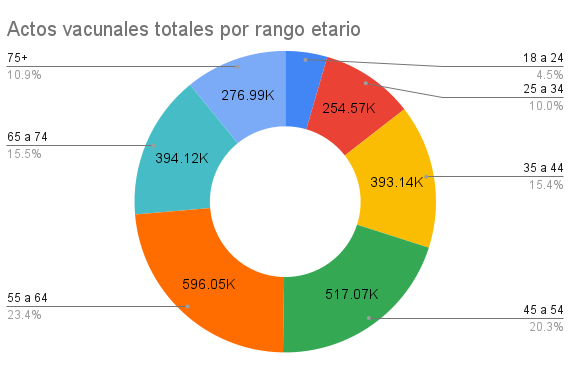 Actos vacunales totales por rango etario
75+
10.9%
18 a 24
4.5%
25 a 34
10.0%
276.99K
254.57K
65 a 74
15.5%
394.12K
35 a 44
15.4%
393.14K
596.05K
517.07K
55 a 64
23.4%
45 a 54
20.3%